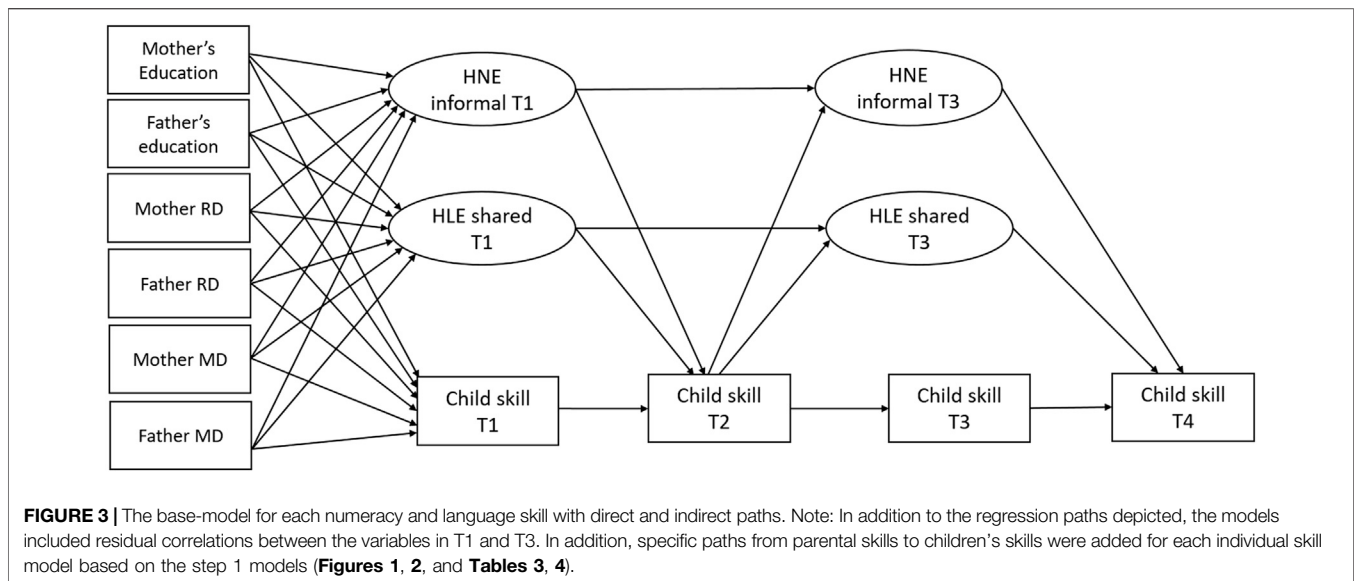 Mother's
Education
Father's
education
Mother RD
Father RD
Mother MD
Father MD
HNE
informal T1
HLE shared
T1
Child skill
T1
Child skill
T2
HNE
informal T3
HLE shared
T3
Child skill
T3
Child skill
T4
FIGURE 3 | The base-model for each numeracy and language skill with direct and indirect paths. Note: In addition to the regression paths depicted, the models
included residual correlations between the variables in T1 and T3. In addition, specific paths from parental skills to children's skills were added for each individual skill
model based on the step 1 models (Figures 1, 2, and Tables 3, 4).